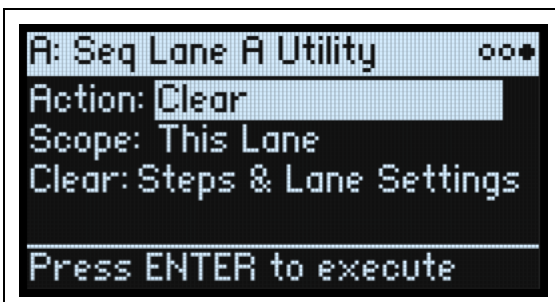 A: Seq Lane A Utility
Action: Clear
Scope: This Lane
Clear: Steps & Lane Settings
Press ENTER to execute